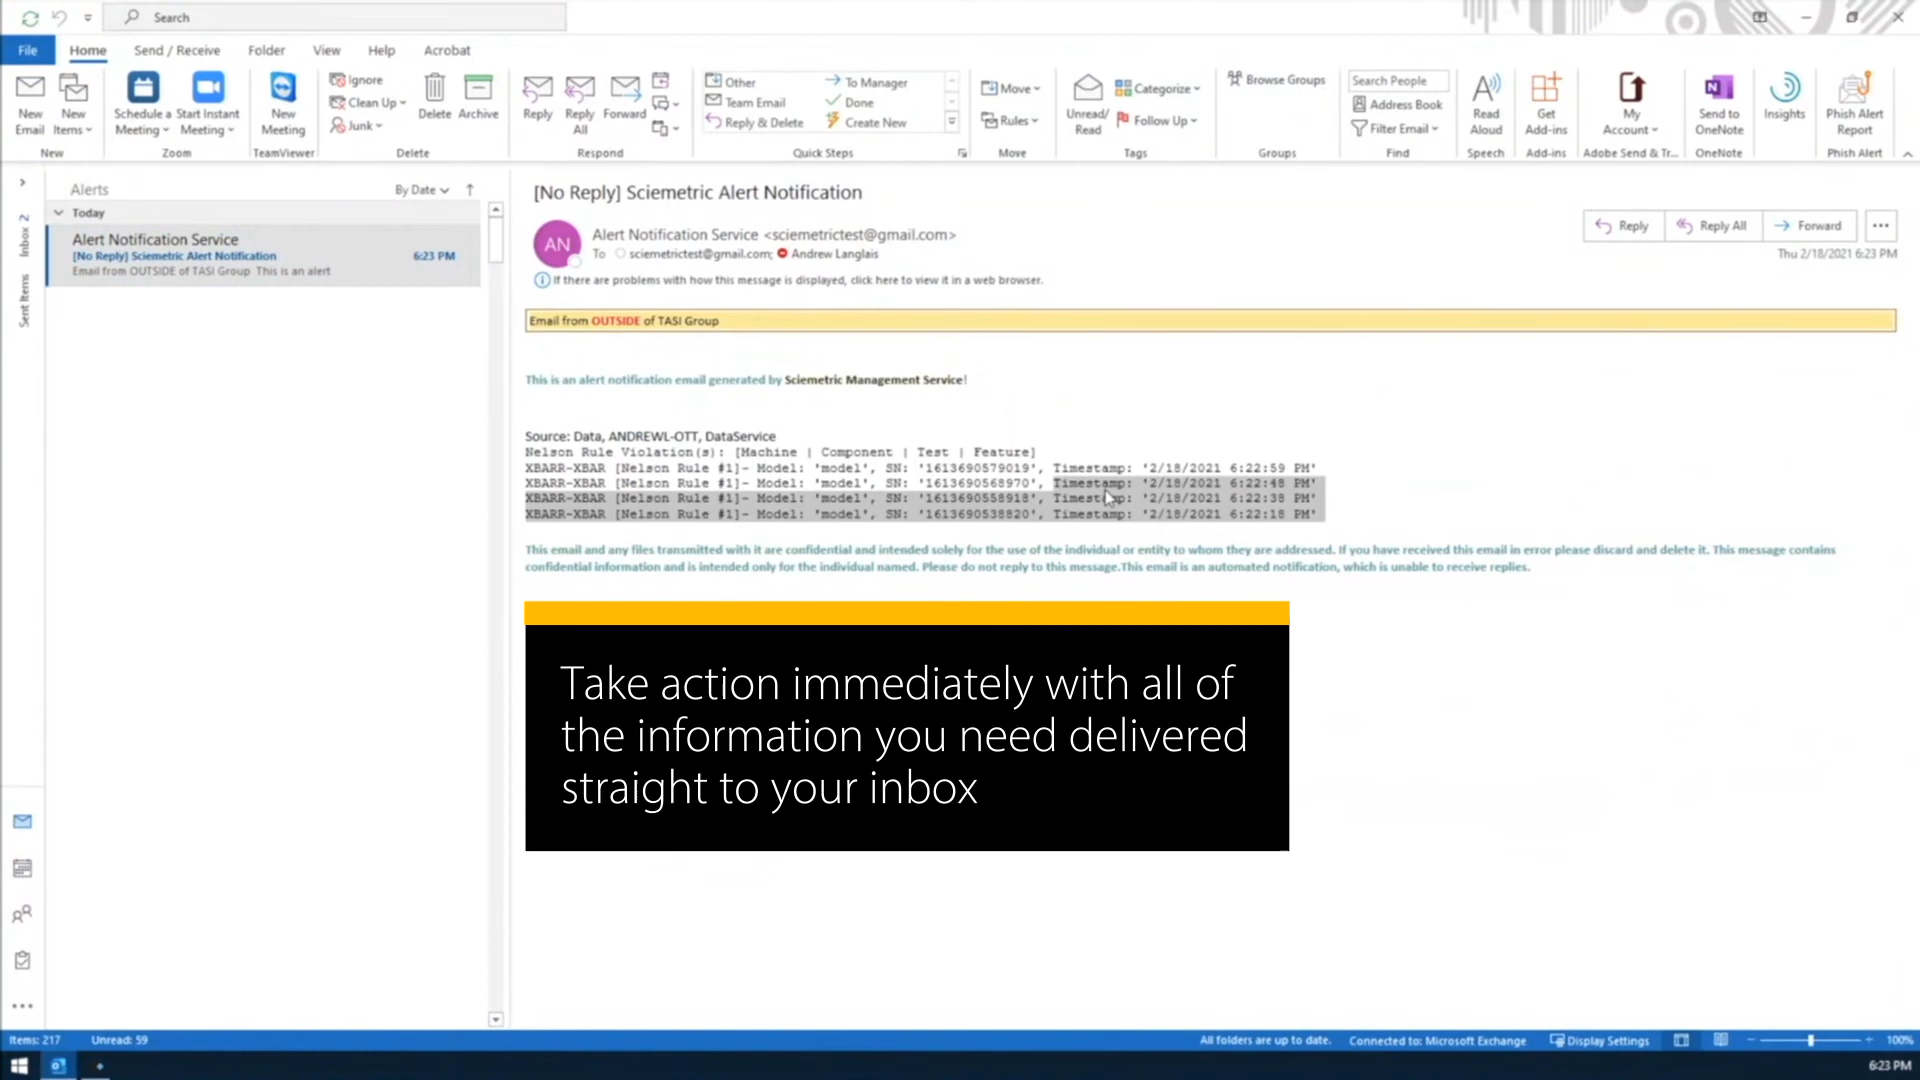 Search
File Home Send / Receive Folder View Help Acrobat
New Email
New Items
New
Schedule a Meeting
Start Instant Meeting
Zoom
New Meeting
TeamViewer
Ignore
Clean Up
Junk
Delete
Archive
Delete
Reply
Reply All
Forward
Respond
Other
Team Email
Reply & Delete
To Manager
Done
Create New
Quick Steps
Move
Rules
Move
Unread/ Read
Categorize
Follow Up
Tags
Browse Groups
Groups
Search People
Address Book
Filter Email
Find
Read Aloud
Speech
Get Add-ins
Add-ins
My Account
Adobe Send & Tr...
Send to OneNote
OneNote
Insights
Phish Alert Report
Phish Alert
Inbox 2
Sent Items
Alerts
By Date
Today
Alert Notification Service
[No Reply] Sciemetric Alert Notification 6:23 PM
Email from OUTSIDE of TASI Group This is an alert
[No Reply] Sciemetric Alert Notification
AN
Alert Notification Service <sciemetrictest@gmail.com>
To sciemetrictest@gmail.com; Andrew Langlais
Reply Reply All Forward ...
Thu 2/18/2021 6:23 PM
If there are problems with how this message is displayed, click here to view it in a web browser.
Email from OUTSIDE of TASI Group
This is an alert notification email generated by Sciemetric Management Service!
Source: Data, ANDREWL-OTT, DataService
Nelson Rule Violation(s): [Machine | Component | Test | Feature]
XBARR-XBAR [Nelson Rule #1]- Model: 'model', SN: '1613690579019', Timestamp: '2/18/2021 6:22:59 PM'
XBARR-XBAR [Nelson Rule #1]- Model: 'model', SN: '1613690568970', Timestamp: '2/18/2021 6:22:48 PM'
XBARR-XBAR [Nelson Rule #1]- Model: 'model', SN: '1613690558918', Timestamp: '2/18/2021 6:22:38 PM'
XBARR-XBAR [Nelson Rule #1]- Model: 'model', SN: '1613690538820', Timestamp: '2/18/2021 6:22:18 PM'
This email and any files transmitted with it are confidential and intended solely for the use of the individual or entity to whom they are addressed. If you have received this email in error please discard and delete it. This message contains
confidential information and is intended only for the individual named. Please do not reply to this message.This email is an automated notification, which is unable to receive replies.
Take action immediately with all of
the information you need delivered
straight to your inbox
Items: 217 Unread: 59
All folders are up to date. Connected to: Microsoft Exchange Display Settings 100%
6:23 PM